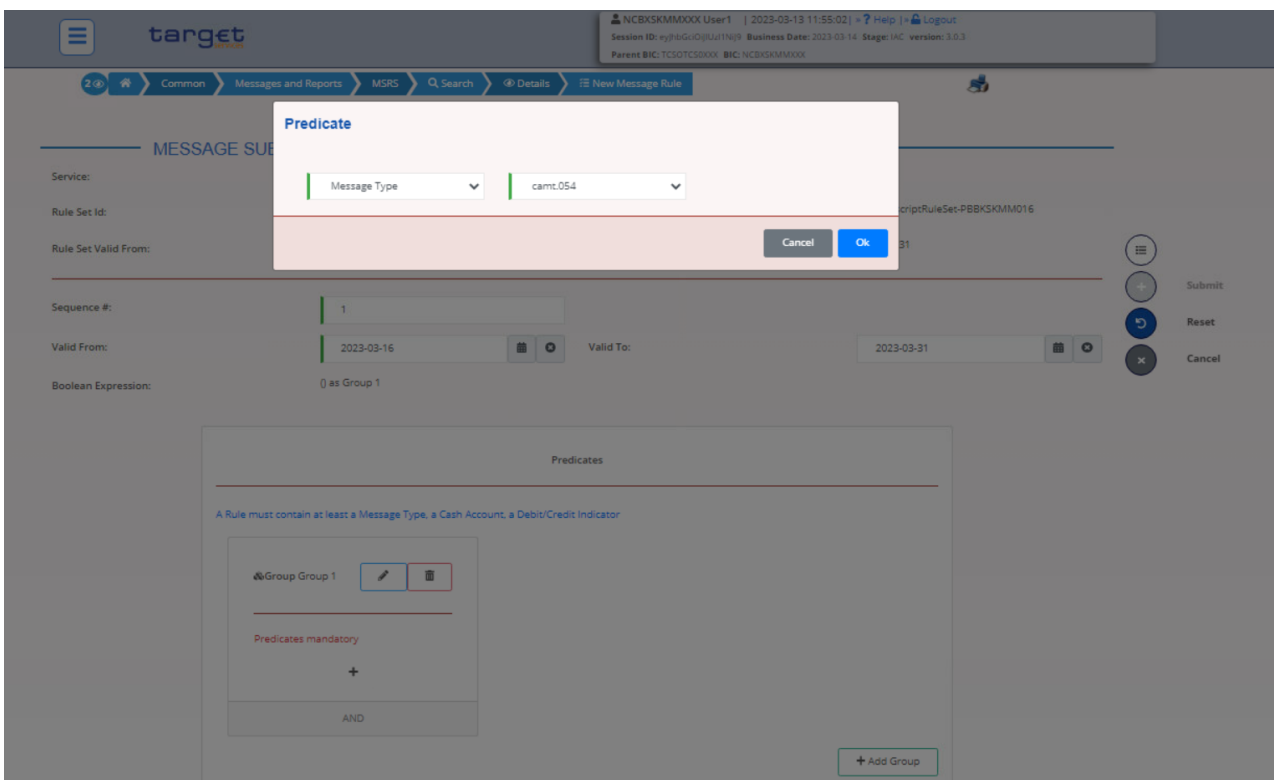 NCBXSKMMXXX User1 | 2023-03-13 11:55:02 | » ? Help | » Logout
target
Session ID: Business Date: 2023-03-14 Stage: IAC version: 3.0.3.
Parent BIC: TCSOTCS0XXX BIC: NCBXSKMMXXX
2 Common Messages and Reports MSRS Search Details New Message Rule
Predicate
MESSAGE SUB
Service:
Message Type camt.054
Rule Set Id: criptRuleSet-PBBKSKMM016
Rule Set Valid From: Cancel Ok 31
Submit
Sequence #: 1
Reset
Valid From: 2023-03-16 Valid To: 2023-03-31
Cancel
Boolean Expression: () as Group 1
Predicates
A Rule must contain at least a Message Type, a Cash Account, a Debit/Credit Indicator
Group Group 1
Predicates mandatory
+
AND
+ Add Group